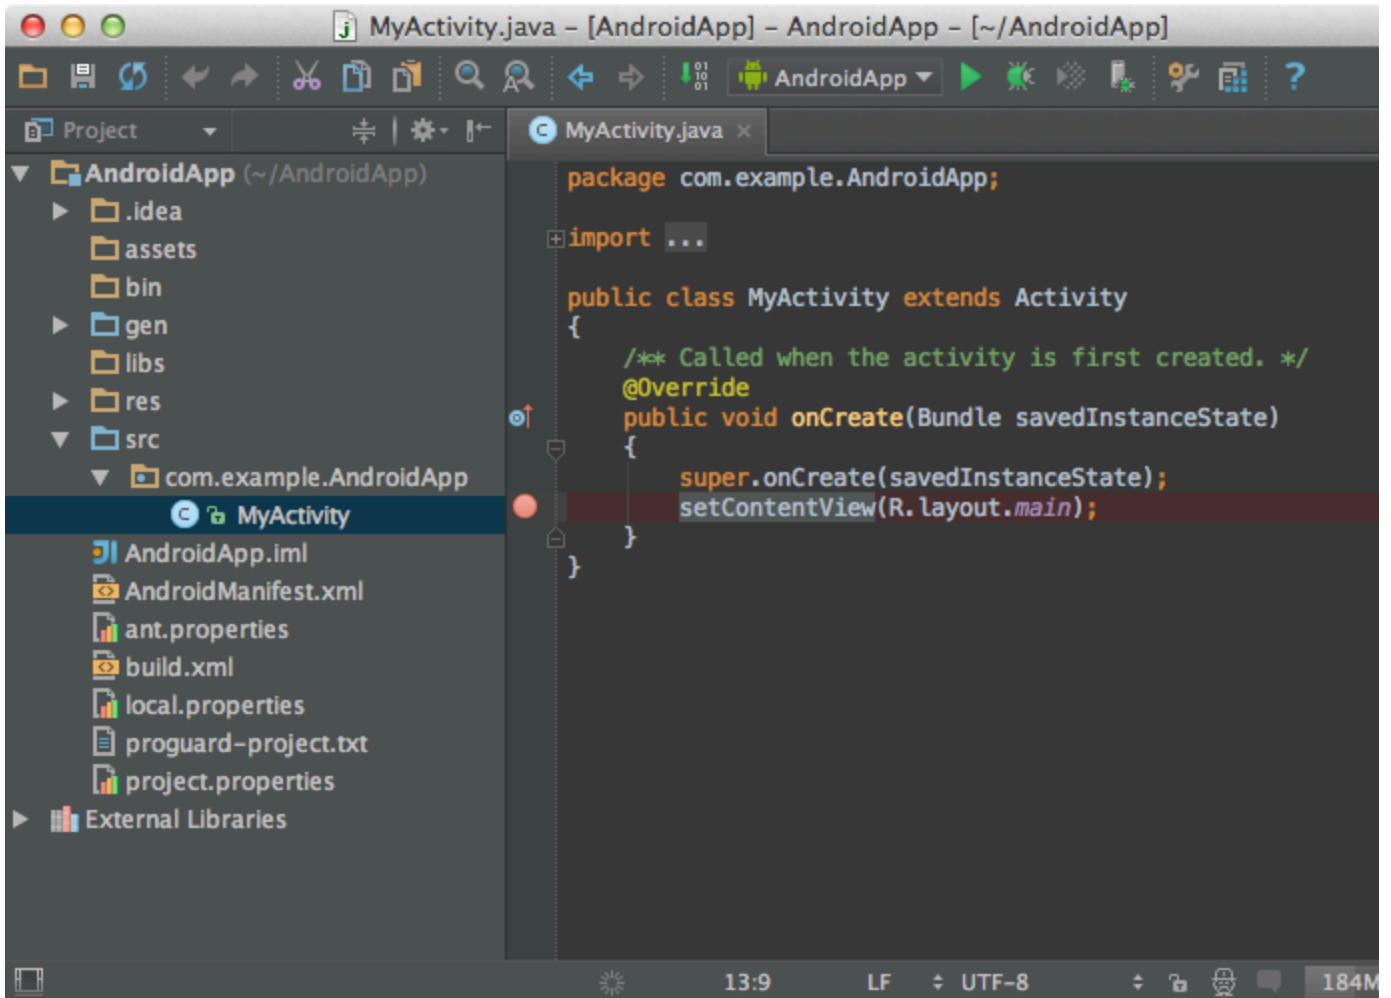 MyActivity.java – [AndroidApp] – AndroidApp – [~/AndroidApp]
AndroidApp
Project
MyActivity.java
AndroidApp (~/AndroidApp)
.idea
assets
bin
gen
libs
res
src
com.example.AndroidApp
MyActivity
AndroidApp.iml
AndroidManifest.xml
ant.properties
build.xml
local.properties
proguard-project.txt
project.properties
External Libraries
package com.example.AndroidApp;
import ...
public class MyActivity extends Activity
{
/** Called when the activity is first created. */
@Override
public void onCreate(Bundle savedInstanceState)
{
super.onCreate(savedInstanceState);
setContentView(R.layout.main);
}
}
13:9 LF UTF-8 184M